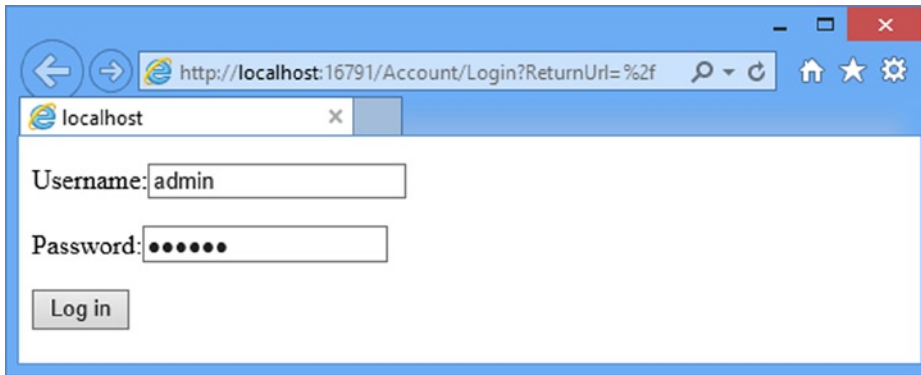 http://localhost:16791/Account/Login?ReturnUrl=%2f
localhost
Username: admin
Password: ••••••
Log in